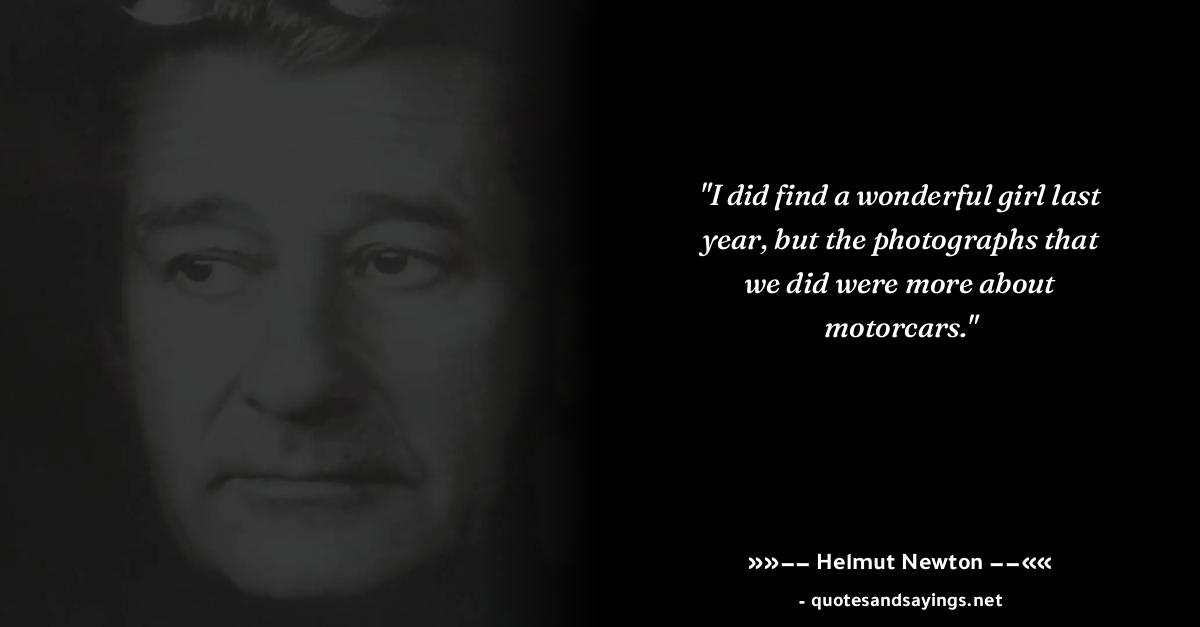 "I did find a wonderful girl last
year, but the photographs that
we did were more about
motorcars."
»»−− Helmut Newton −−««
- quotesandsayings.net